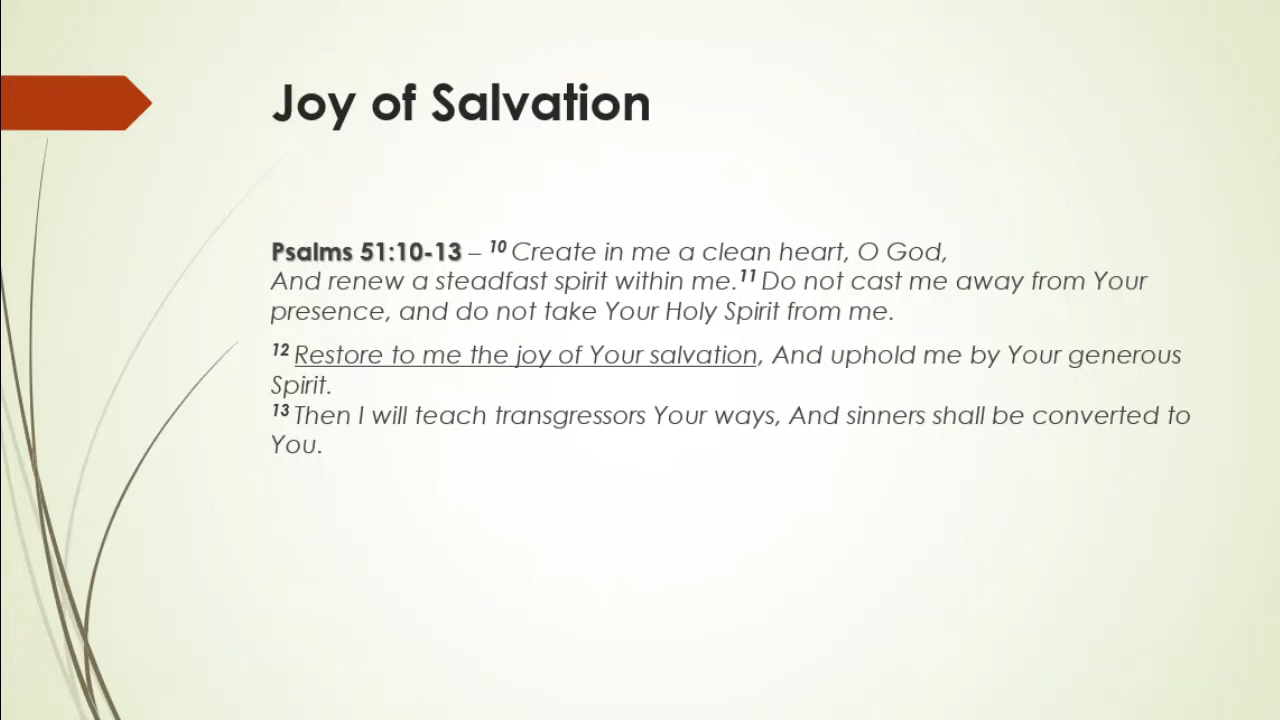 Joy of Salvation
Psalms 51:10-13 – 10 Create in me a clean heart, O God,
And renew a steadfast spirit within me.11 Do not cast me away from Your
presence, and do not take Your Holy Spirit from me.
12 Restore to me the joy of Your salvation, And uphold me by Your generous
Spirit.
13 Then I will teach transgressors Your ways, And sinners shall be converted to
You.